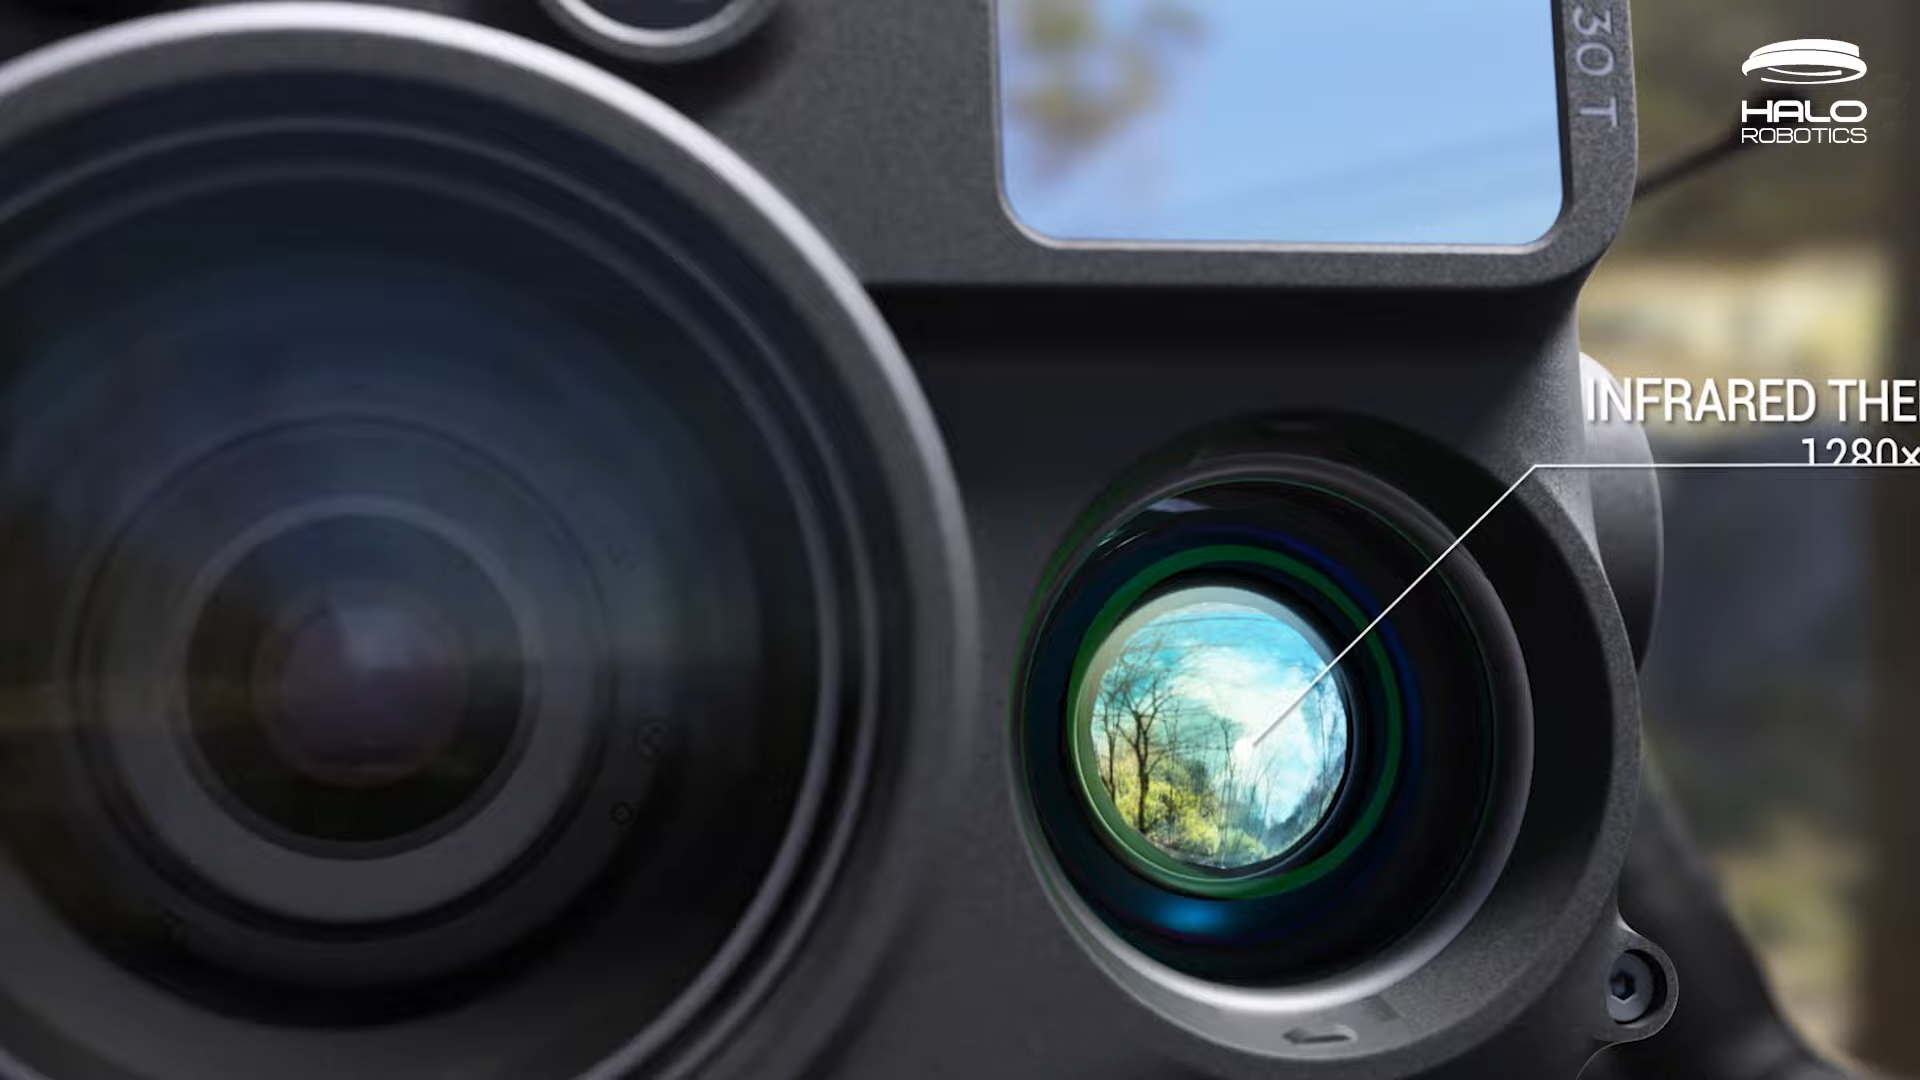 30 T
HALO
ROBOTICS
INFRARED THE
1280x